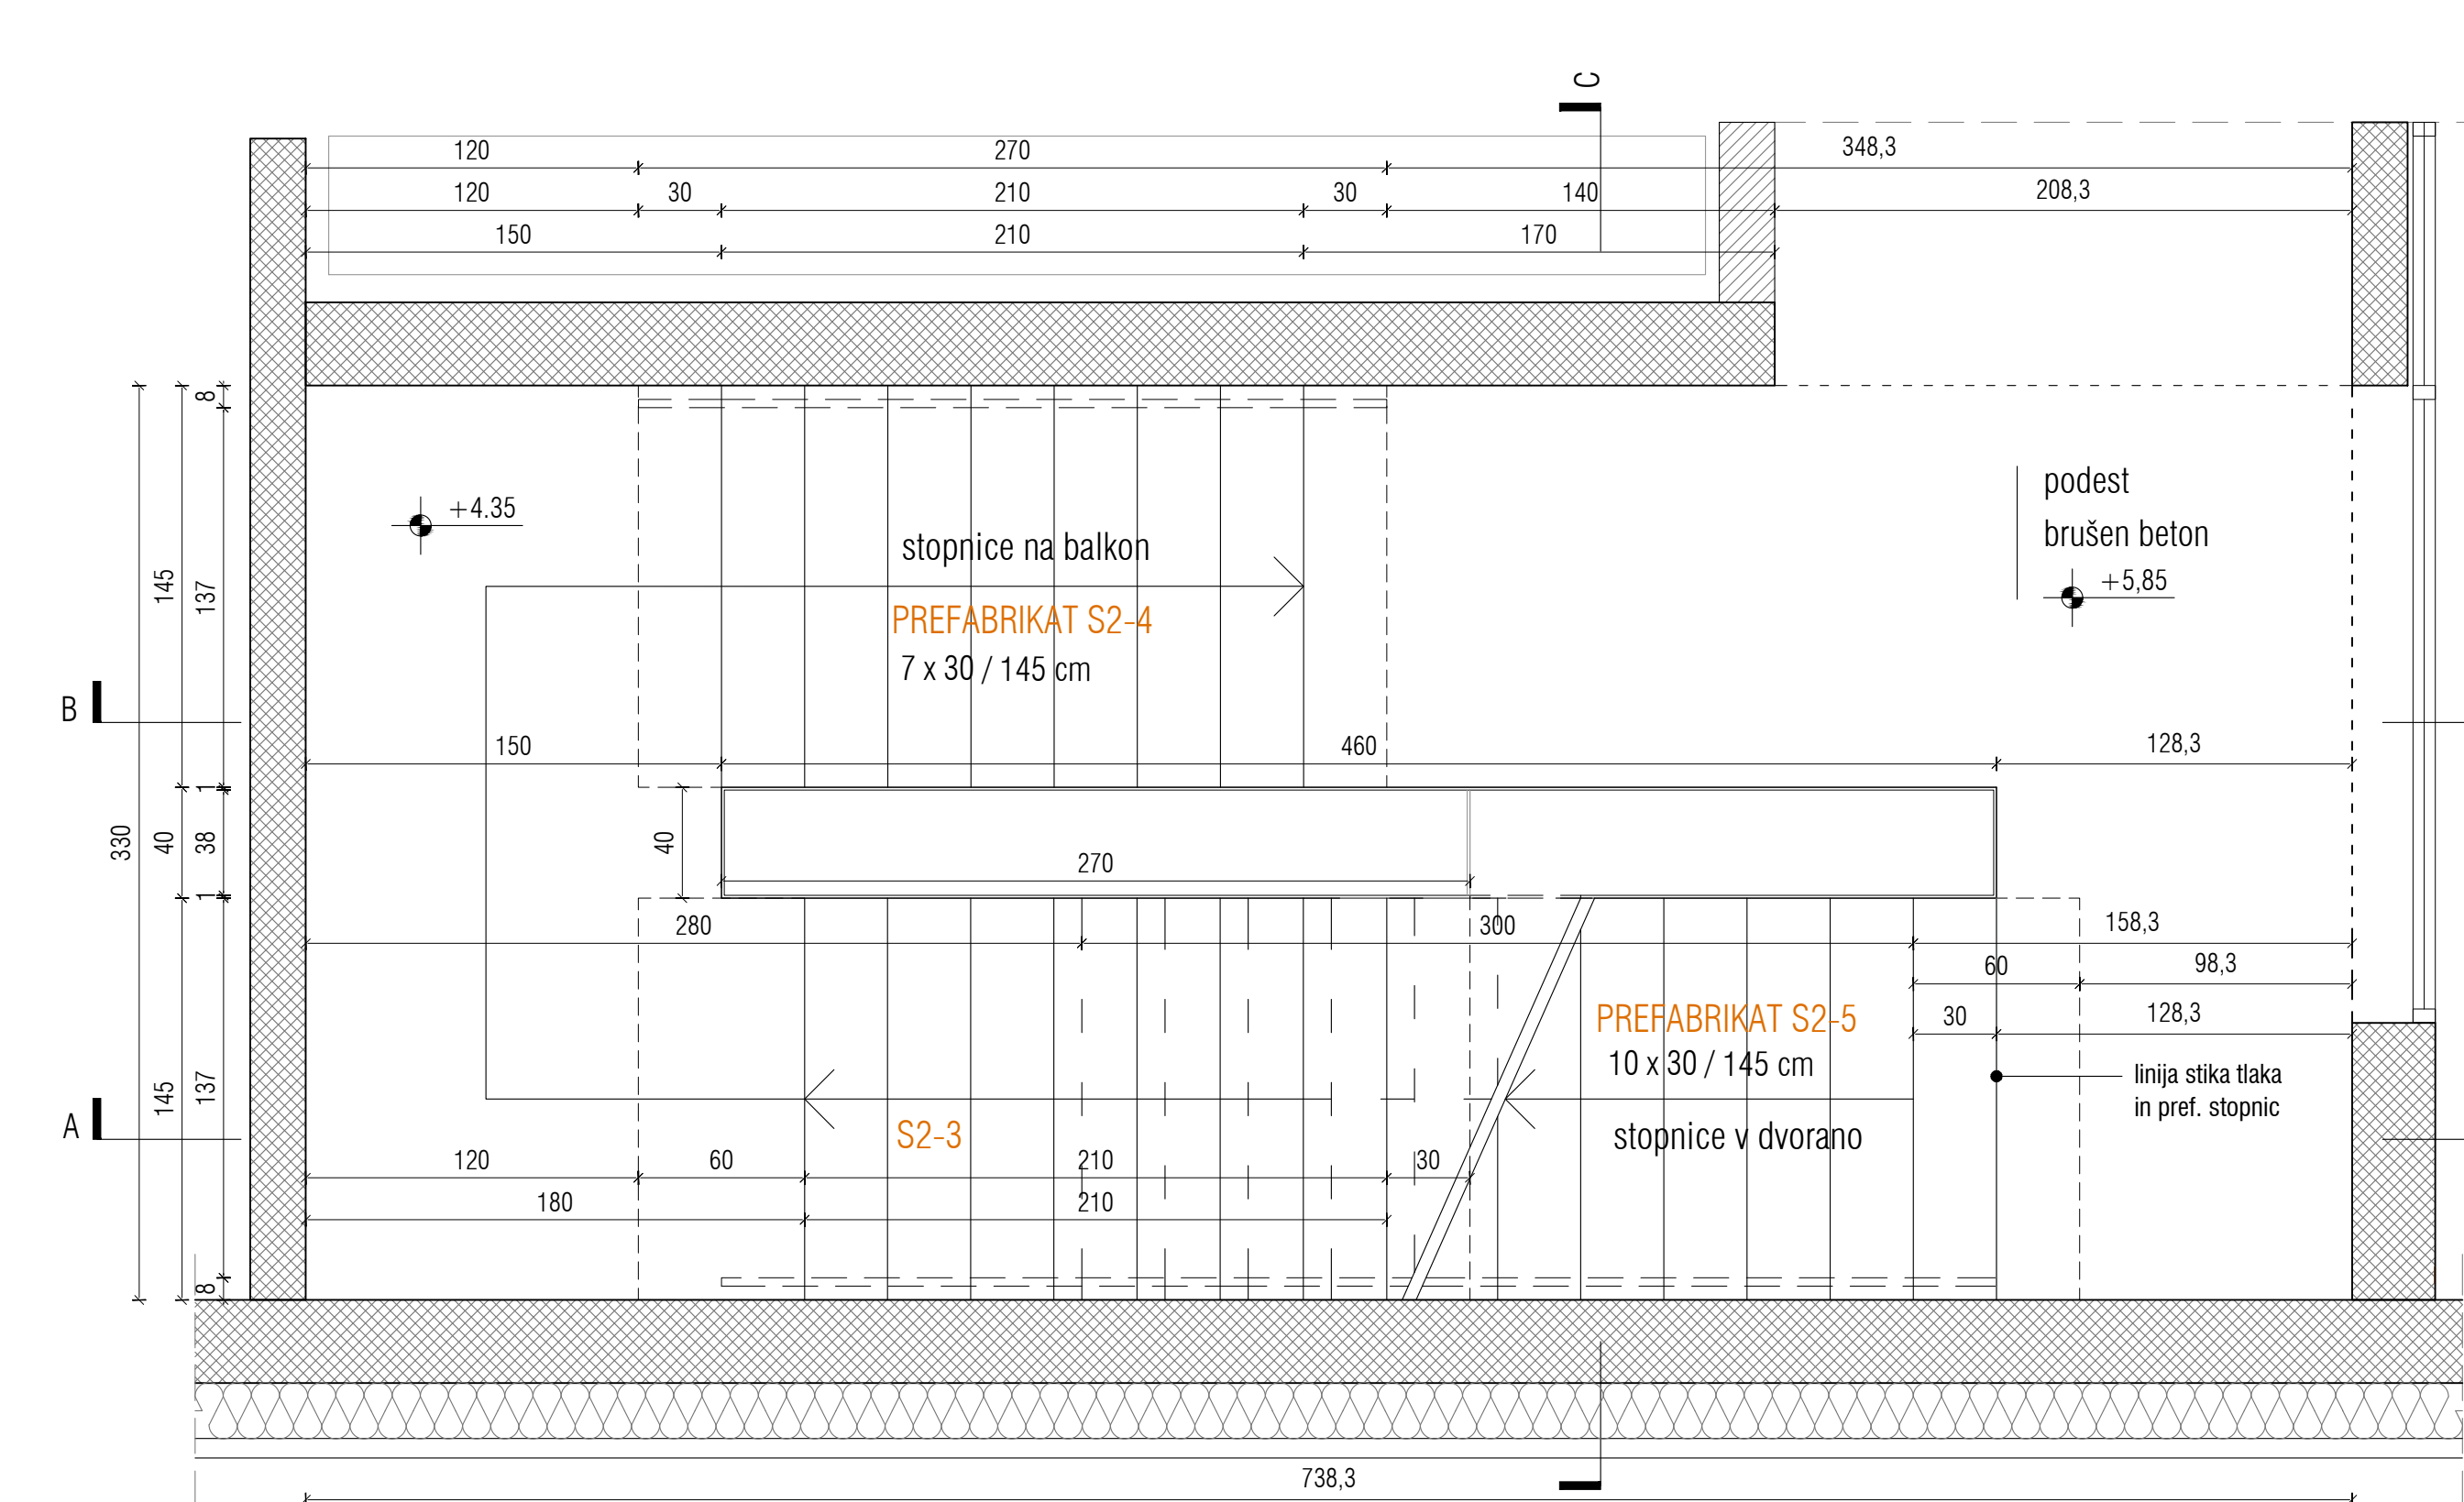 C
120 270 348,3
120 30 210 30 140 208,3
150 210 170
8
+4.35
podest
brušen beton
+5,85
stopnice na balkon
PREFABRIKAT S2-4
7 x 30 / 145 cm
145 137
B
150 460 128,3
1
330 40 38 40
270
1
280 300 158,3
60 98,3
30 128,3
PREFABRIKAT S2-5
10 x 30 / 145 cm
linija stika tlaka
in pref. stopnic
145 137
A
S2-3
stopnice v dvorano
120 60 210 30
180 210
8
738,3